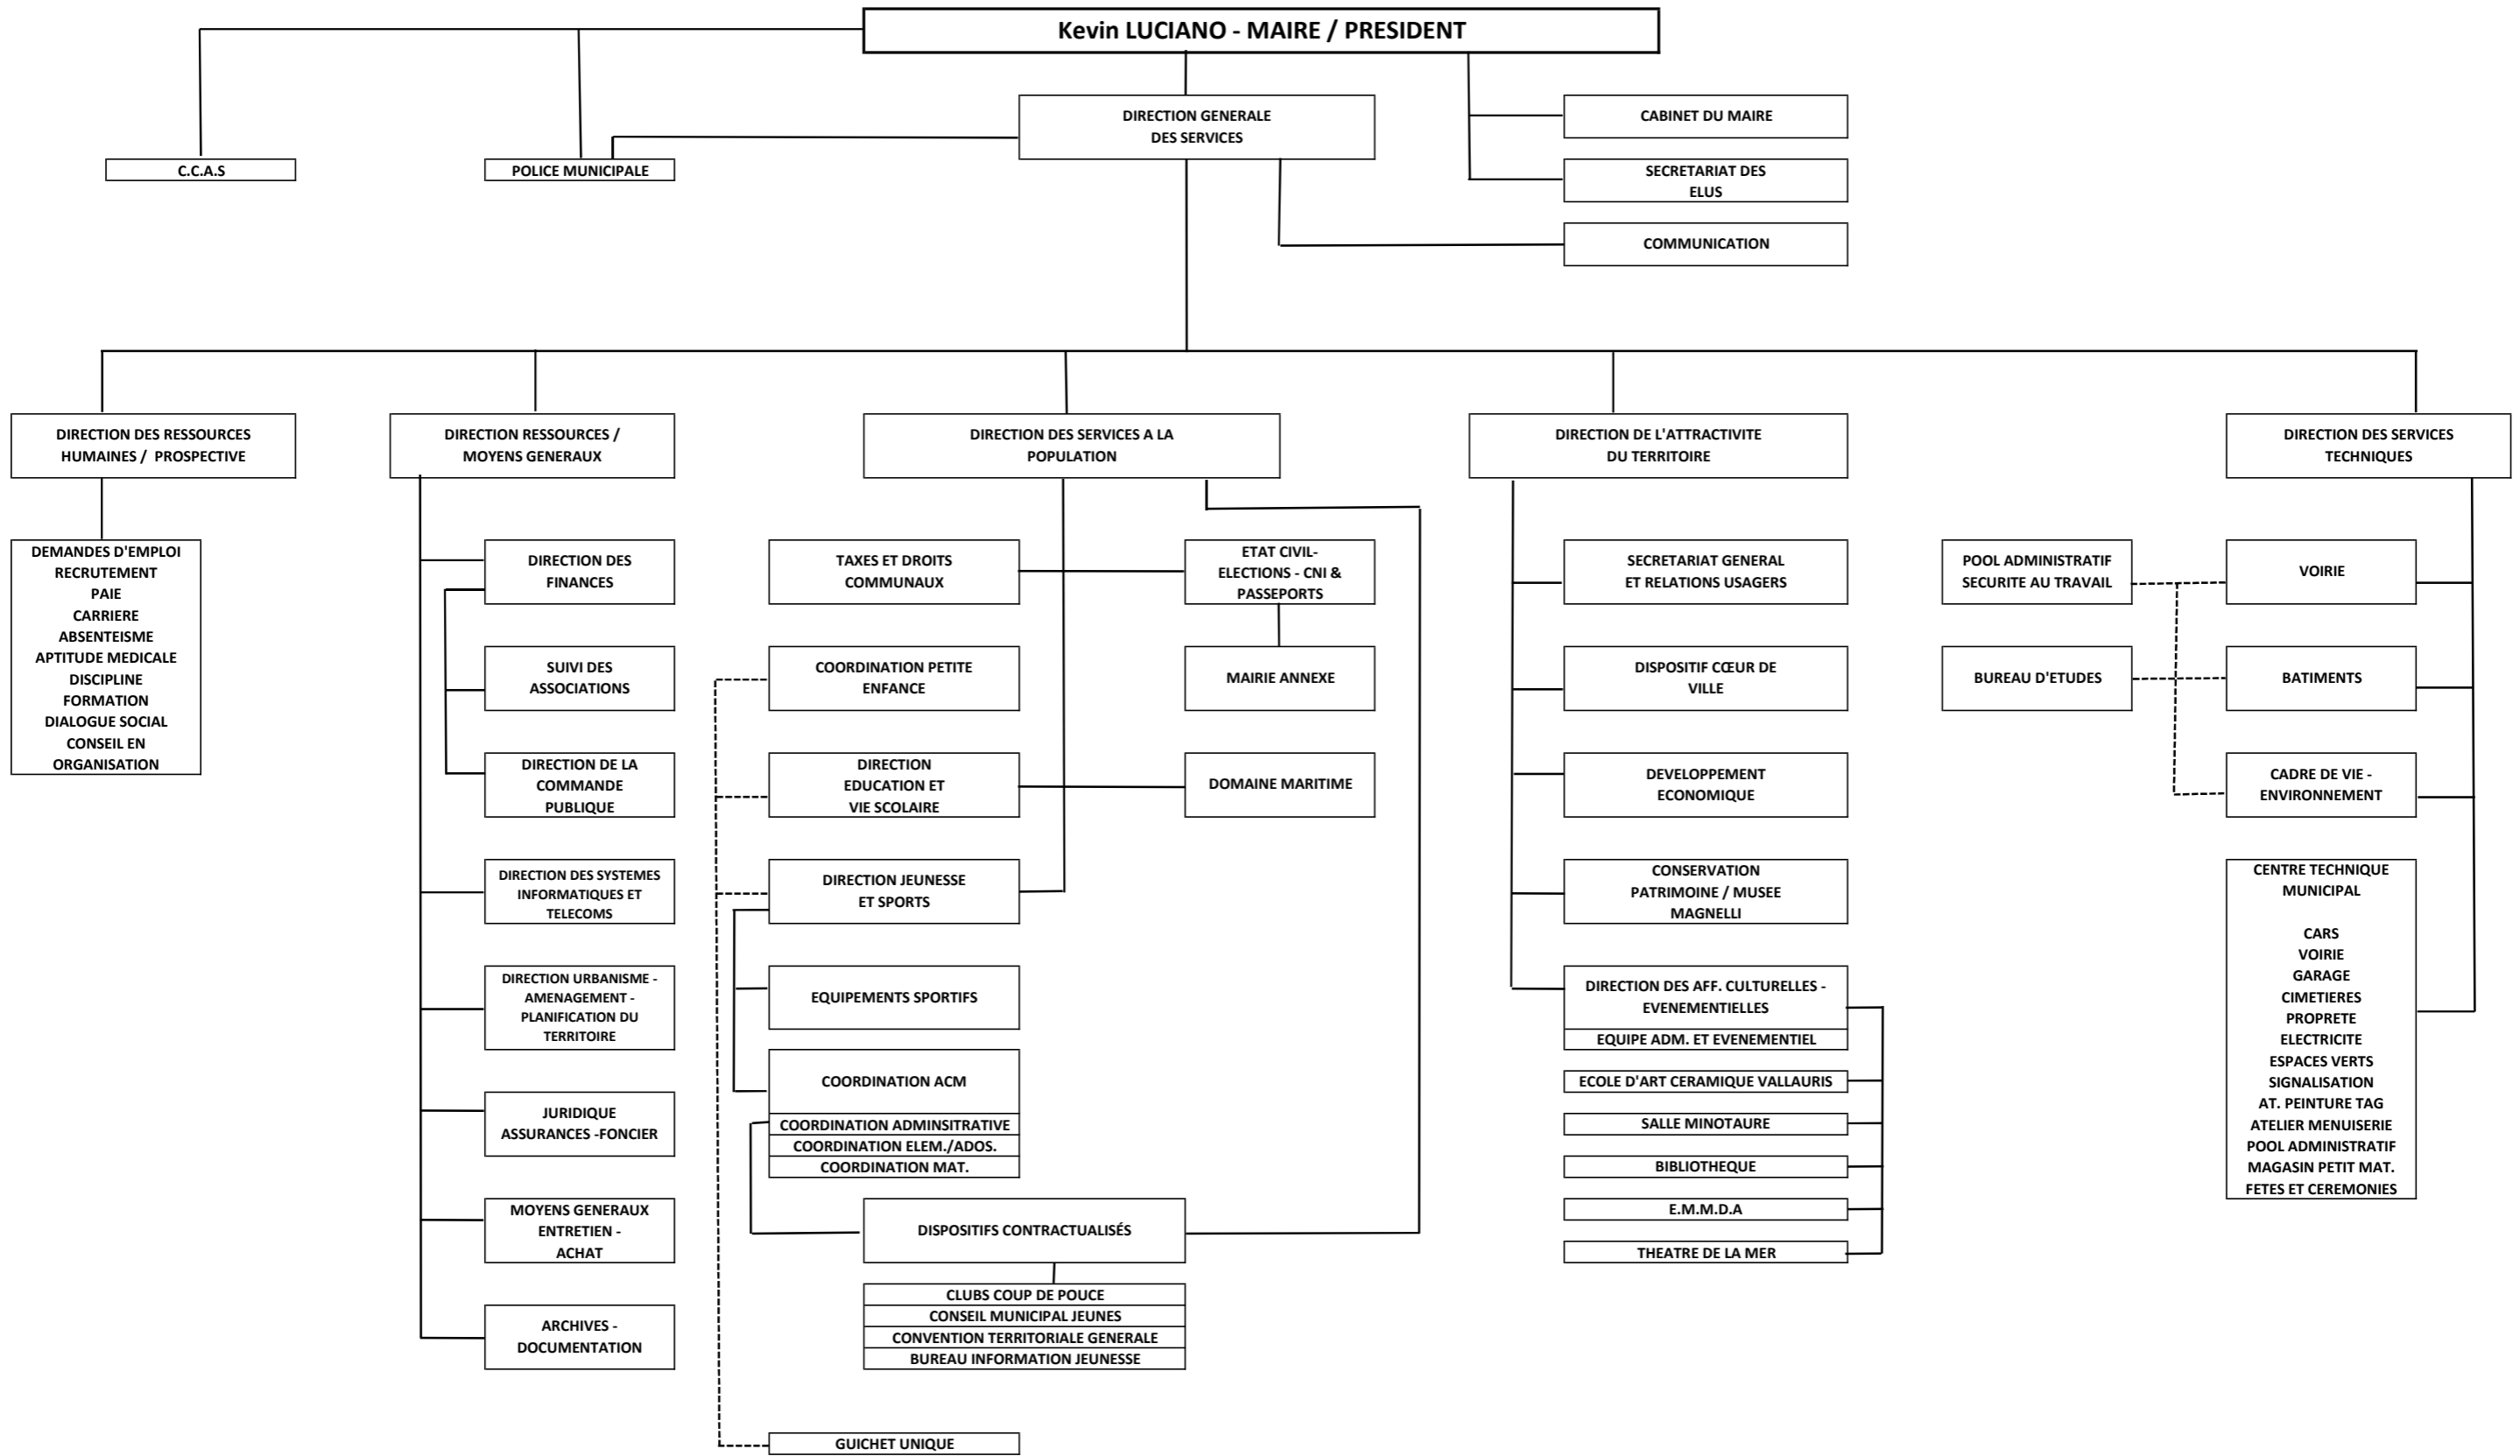 Kevin LUCIANO - MAIRE / PRESIDENT
DIRECTION GENERALE
DES SERVICES
CABINET DU MAIRE
C.C.A.S
POLICE MUNICIPALE
SECRETARIAT DES
ELUS
COMMUNICATION
DIRECTION DES RESSOURCES
HUMAINES / PROSPECTIVE
DIRECTION RESSOURCES /
MOYENS GENERAUX
DIRECTION DES SERVICES A LA
POPULATION
DIRECTION DE L'ATTRACTIVITE
DU TERRITOIRE
DIRECTION DES SERVICES
TECHNIQUES
DEMANDES D'EMPLOI
RECRUTEMENT
PAIE
CARRIERE
ABSENTEISME
APTITUDE MEDICALE
DISCIPLINE
FORMATION
DIALOGUE SOCIAL
CONSEIL EN
ORGANISATION
DIRECTION DES
FINANCES
SUIVI DES
ASSOCIATIONS
DIRECTION DE LA
COMMANDE
PUBLIQUE
DIRECTION DES SYSTEMES
INFORMATIQUES ET
TELECOMS
DIRECTION URBANISME -
AMENAGEMENT -
PLANIFICATION DU
TERRITOIRE
JURIDIQUE
ASSURANCES -FONCIER
MOYENS GENERAUX
ENTRETIEN -
ACHAT
ARCHIVES -
DOCUMENTATION
TAXES ET DROITS
COMMUNAUX
ETAT CIVIL-
ELECTIONS - CNI &
PASSEPORTS
COORDINATION PETITE
ENFANCE
MAIRIE ANNEXE
DIRECTION
EDUCATION ET
VIE SCOLAIRE
DOMAINE MARITIME
DIRECTION JEUNESSE
ET SPORTS
EQUIPEMENTS SPORTIFS
COORDINATION ACM
COORDINATION ADMINSITRATIVE
COORDINATION ELEM./ADOS.
COORDINATION MAT.
DISPOSITIFS CONTRACTUALISÉS
CLUBS COUP DE POUCE
CONSEIL MUNICIPAL JEUNES
CONVENTION TERRITORIALE GENERALE
BUREAU INFORMATION JEUNESSE
GUICHET UNIQUE
SECRETARIAT GENERAL
ET RELATIONS USAGERS
DISPOSITIF CŒUR DE
VILLE
DEVELOPPEMENT
ECONOMIQUE
CONSERVATION
PATRIMOINE / MUSEE
MAGNELLI
DIRECTION DES AFF. CULTURELLES -
EVENEMENTIELLES
EQUIPE ADM. ET EVENEMENTIEL
ECOLE D'ART CERAMIQUE VALLAURIS
SALLE MINOTAURE
BIBLIOTHEQUE
E.M.M.D.A
THEATRE DE LA MER
POOL ADMINISTRATIF
SECURITE AU TRAVAIL
VOIRIE
BUREAU D'ETUDES
BATIMENTS
CADRE DE VIE -
ENVIRONNEMENT
CENTRE TECHNIQUE
MUNICIPAL
CARS
VOIRIE
GARAGE
CIMETIERES
PROPRETE
ELECTRICITE
ESPACES VERTS
SIGNALISATION
AT. PEINTURE TAG
ATELIER MENUISERIE
POOL ADMINISTRATIF
MAGASIN PETIT MAT.
FETES ET CEREMONIES